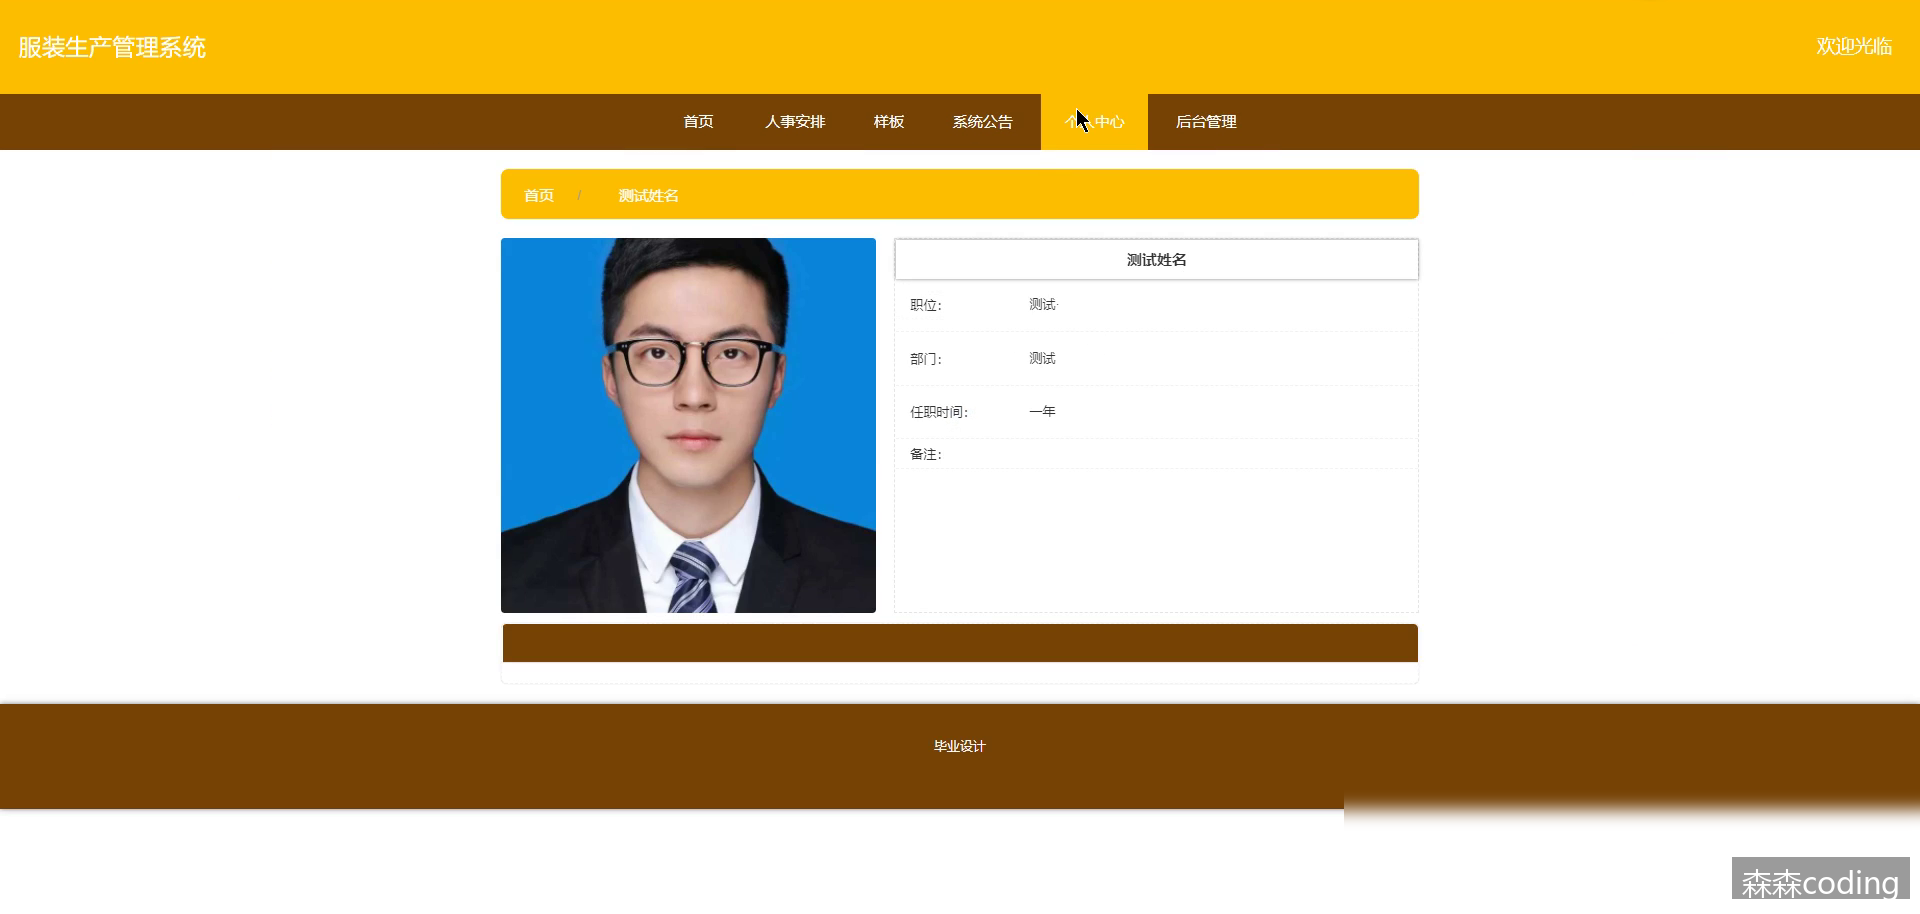 服装生产管理系统
欢迎光临
首页 人事安排 样板 系统公告 个人中心 后台管理
首页 / 测试姓名
测试姓名
职位： 测试·
部门： 测试
任职时间： 一年
备注：
毕业设计
森森coding